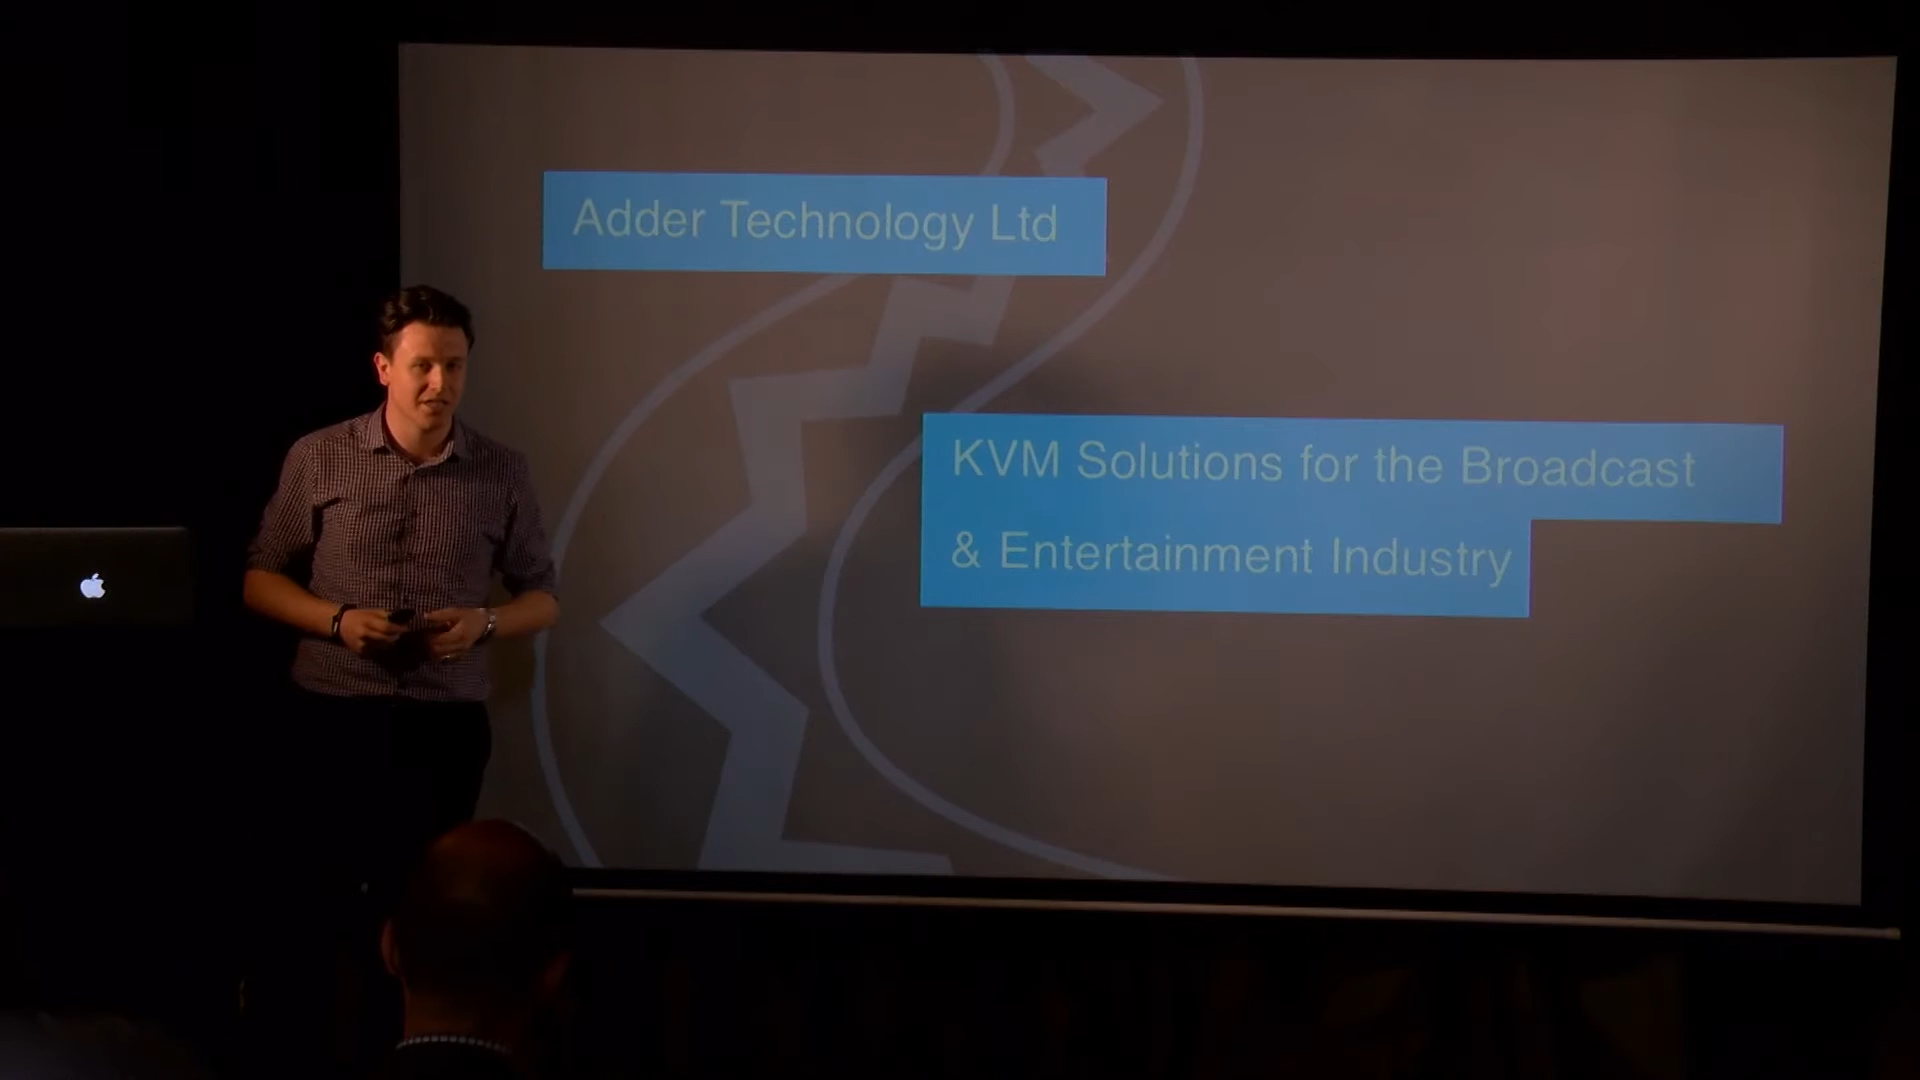 Adder Technology Ltd
KVM Solutions for the Broadcast
& Entertainment Industry